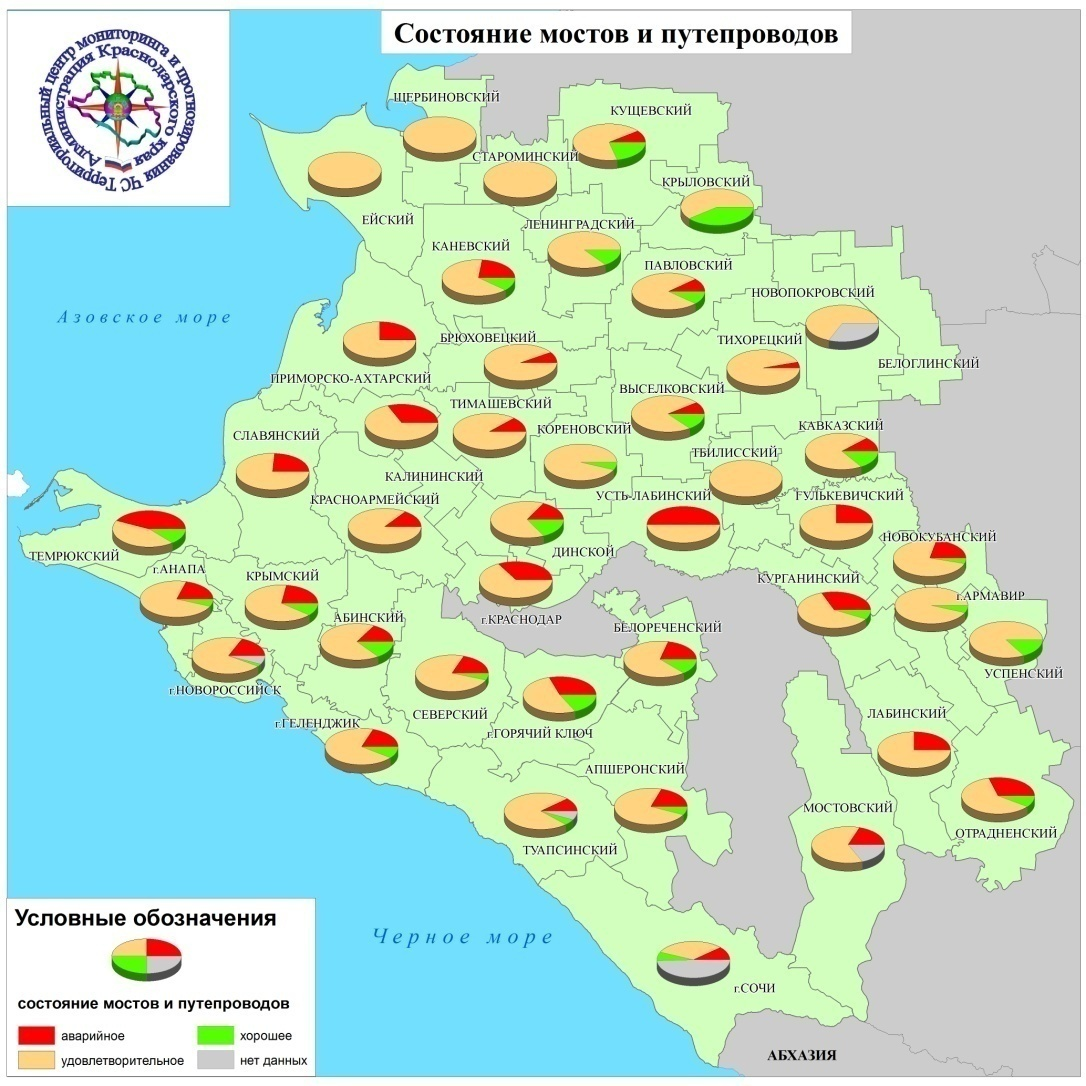 Состояние мостов и путепроводов
Территориальный центр мониторинга и прогнозирования ЧС
Администрация Краснодарского края
ЩЕРБИНОВСКИЙ
КУЩЕВСКИЙ
СТАРОМИНСКИЙ
КРЫЛОВСКИЙ
ЕЙСКИЙ
ЛЕНИНГРАДСКИЙ
КАНЕВСКИЙ
ПАВЛОВСКИЙ
НОВОПОКРОВСКИЙ
Азовское море
БРЮХОВЕЦКИЙ
ТИХОРЕЦКИЙ
БЕЛОГЛИНСКИЙ
ПРИМОРСКО-АХТАРСКИЙ
ВЫСЕЛКОВСКИЙ
ТИМАШЕВСКИЙ
КОРЕНОВСКИЙ
КАВКАЗСКИЙ
СЛАВЯНСКИЙ
ТБИЛИССКИЙ
КАЛИНИНСКИЙ
КРАСНОАРМЕЙСКИЙ
УСТЬ-ЛАБИНСКИЙ
ГУЛЬКЕВИЧСКИЙ
НОВОКУБАНСКИЙ
ДИНСКОЙ
ТЕМРЮКСКИЙ
г.АНАПА
КРЫМСКИЙ
КУРГАНИНСКИЙ
г.АРМАВИР
АБИНСКИЙ
г.КРАСНОДАР
БЕЛОРЕЧЕНСКИЙ
УСПЕНСКИЙ
г.НОВОРОССИЙСК
СЕВЕРСКИЙ
ЛАБИНСКИЙ
г.ГЕЛЕНДЖИК
г.ГОРЯЧИЙ КЛЮЧ
АПШЕРОНСКИЙ
МОСТОВСКИЙ
ОТРАДНЕНСКИЙ
ТУАПСИНСКИЙ
Черное море
г.СОЧИ
АБХАЗИЯ
Условные обозначения
состояние мостов и путепроводов
аварийное
хорошее
удовлетворительное
нет данных